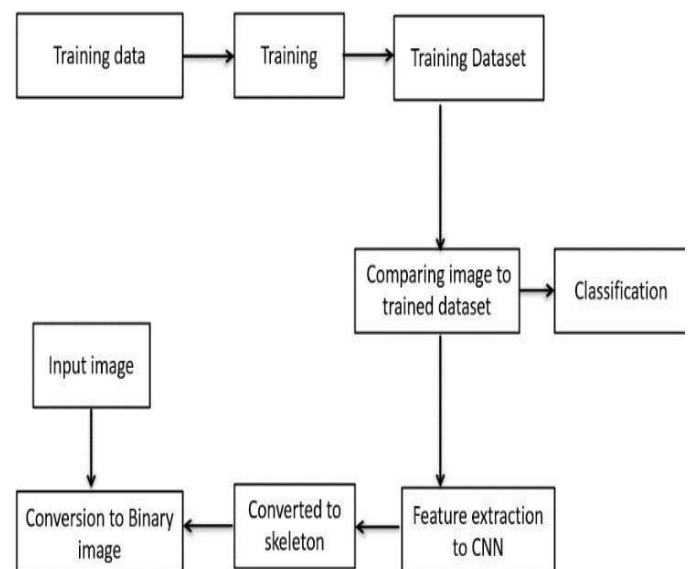 Training data
Training
Training Dataset
Comparing image to
trained dataset
Classification
Input image
Conversion to Binary
image
Converted to
skeleton
Feature extraction
to CNN